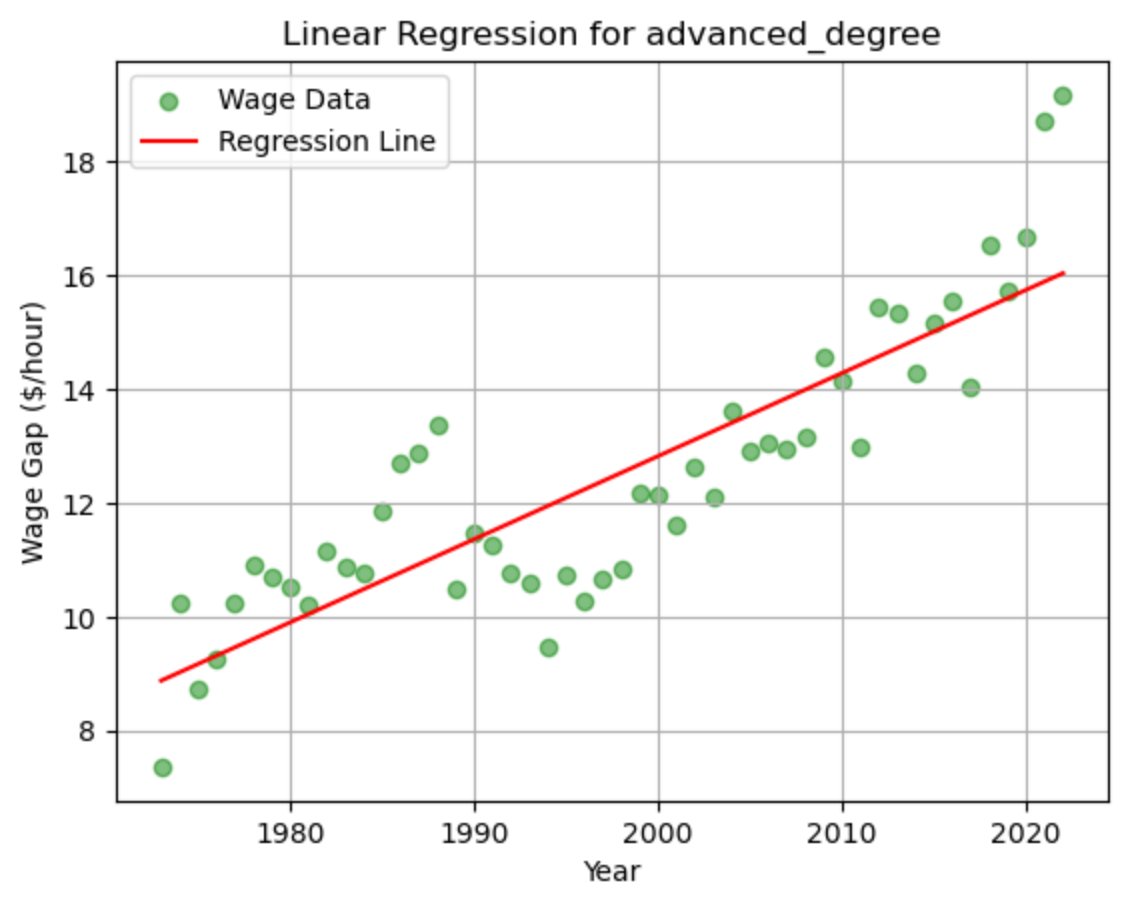 Linear Regression for advanced_degree
Wage Data
Regression Line
18
16
14
12
10
8
Wage Gap ($/hour)
1980 1990 2000 2010 2020
Year